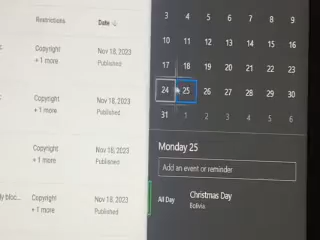 Restrictions Date
Copyright
+ 1 more
Nov 18, 2023
Published
Copyright
+ 1 more
Nov 18, 2023
Published
Copyright
+ 1 more
Nov 18, 2023
Published
dy bloc...
Copyright
+ 1 more
Nov 18, 2023
Published
3 4 5 6 7 8 9
10 11 12 13 14 15 16
17 18 19 20 21 22 23
24 25 26 27 28 29 30
31 1 2 3 4 5 6
Monday 25
Add an event or reminder
All Day
Christmas Day
Bolivia